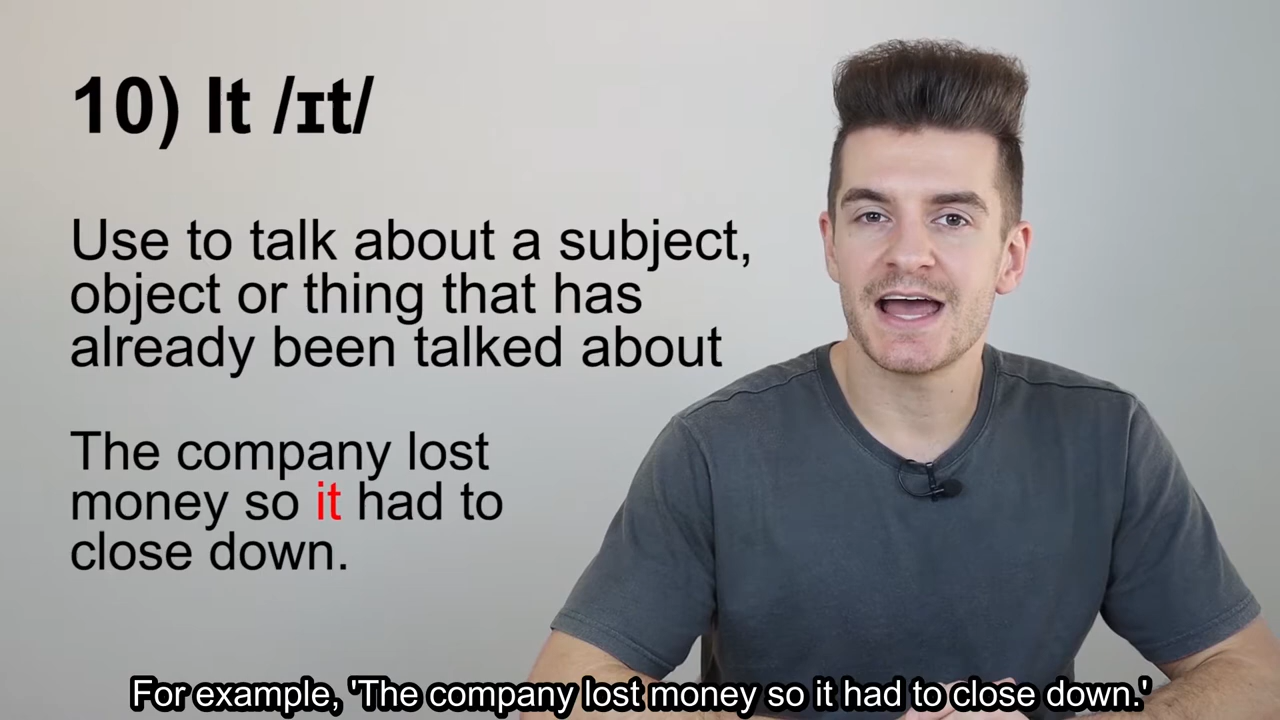 10) It /ɪt/
Use to talk about a subject,
object or thing that has
already been talked about
The company lost
money so it had to
close down.
For example, 'The company lost money so it had to close down.'